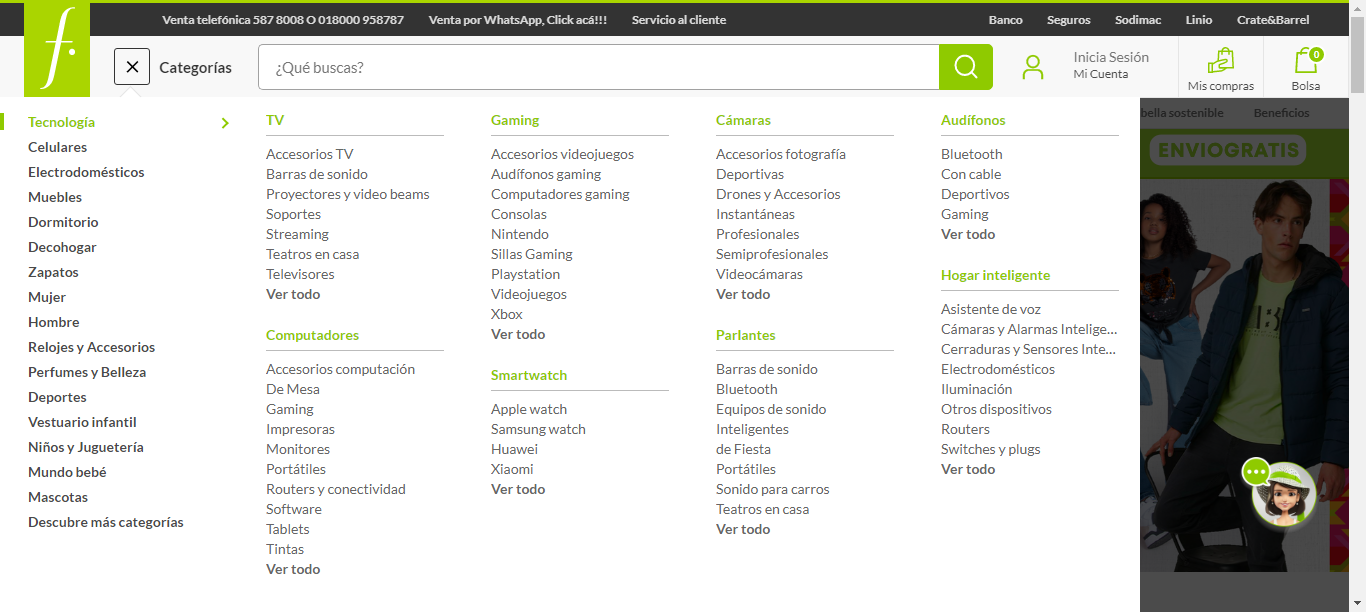 Venta telefónica 587 8008 O 018000 958787
Venta por WhatsApp, Click acá!!!
Servicio al cliente
Banco
Seguros
Sodimac
Linio
Crate&Barrel
f.
Categorías
¿Qué buscas?
Inicia Sesión
Mi Cuenta
Mis compras
0
Bolsa
Tecnología
Celulares
Electrodomésticos
Muebles
Dormitorio
Decohogar
Zapatos
Mujer
Hombre
Relojes y Accesorios
Perfumes y Belleza
Deportes
Vestuario infantil
Niños y Juguetería
Mundo bebé
Mascotas
Descubre más categorías
TV
Accesorios TV
Barras de sonido
Proyectores y video beams
Soportes
Streaming
Teatros en casa
Televisores
Ver todo
Computadores
Accesorios computación
De Mesa
Gaming
Impresoras
Monitores
Portátiles
Routers y conectividad
Software
Tablets
Tintas
Ver todo
Gaming
Accesorios videojuegos
Audífonos gaming
Computadores gaming
Consolas
Nintendo
Sillas Gaming
Playstation
Videojuegos
Xbox
Ver todo
Smartwatch
Apple watch
Samsung watch
Huawei
Xiaomi
Ver todo
Cámaras
Accesorios fotografía
Deportivas
Drones y Accesorios
Instantáneas
Profesionales
Semiprofesionales
Videocámaras
Ver todo
Parlantes
Barras de sonido
Bluetooth
Equipos de sonido
Inteligentes
de Fiesta
Portátiles
Sonido para carros
Teatros en casa
Ver todo
Audífonos
Bluetooth
Con cable
Deportivos
Gaming
Ver todo
Hogar inteligente
Asistente de voz
Cámaras y Alarmas Intelige...
Cerraduras y Sensores Inte...
Electrodomésticos
Iluminación
Otros dispositivos
Routers
Switches y plugs
Ver todo
bella sostenible
Beneficios
ENVIOGRATIS